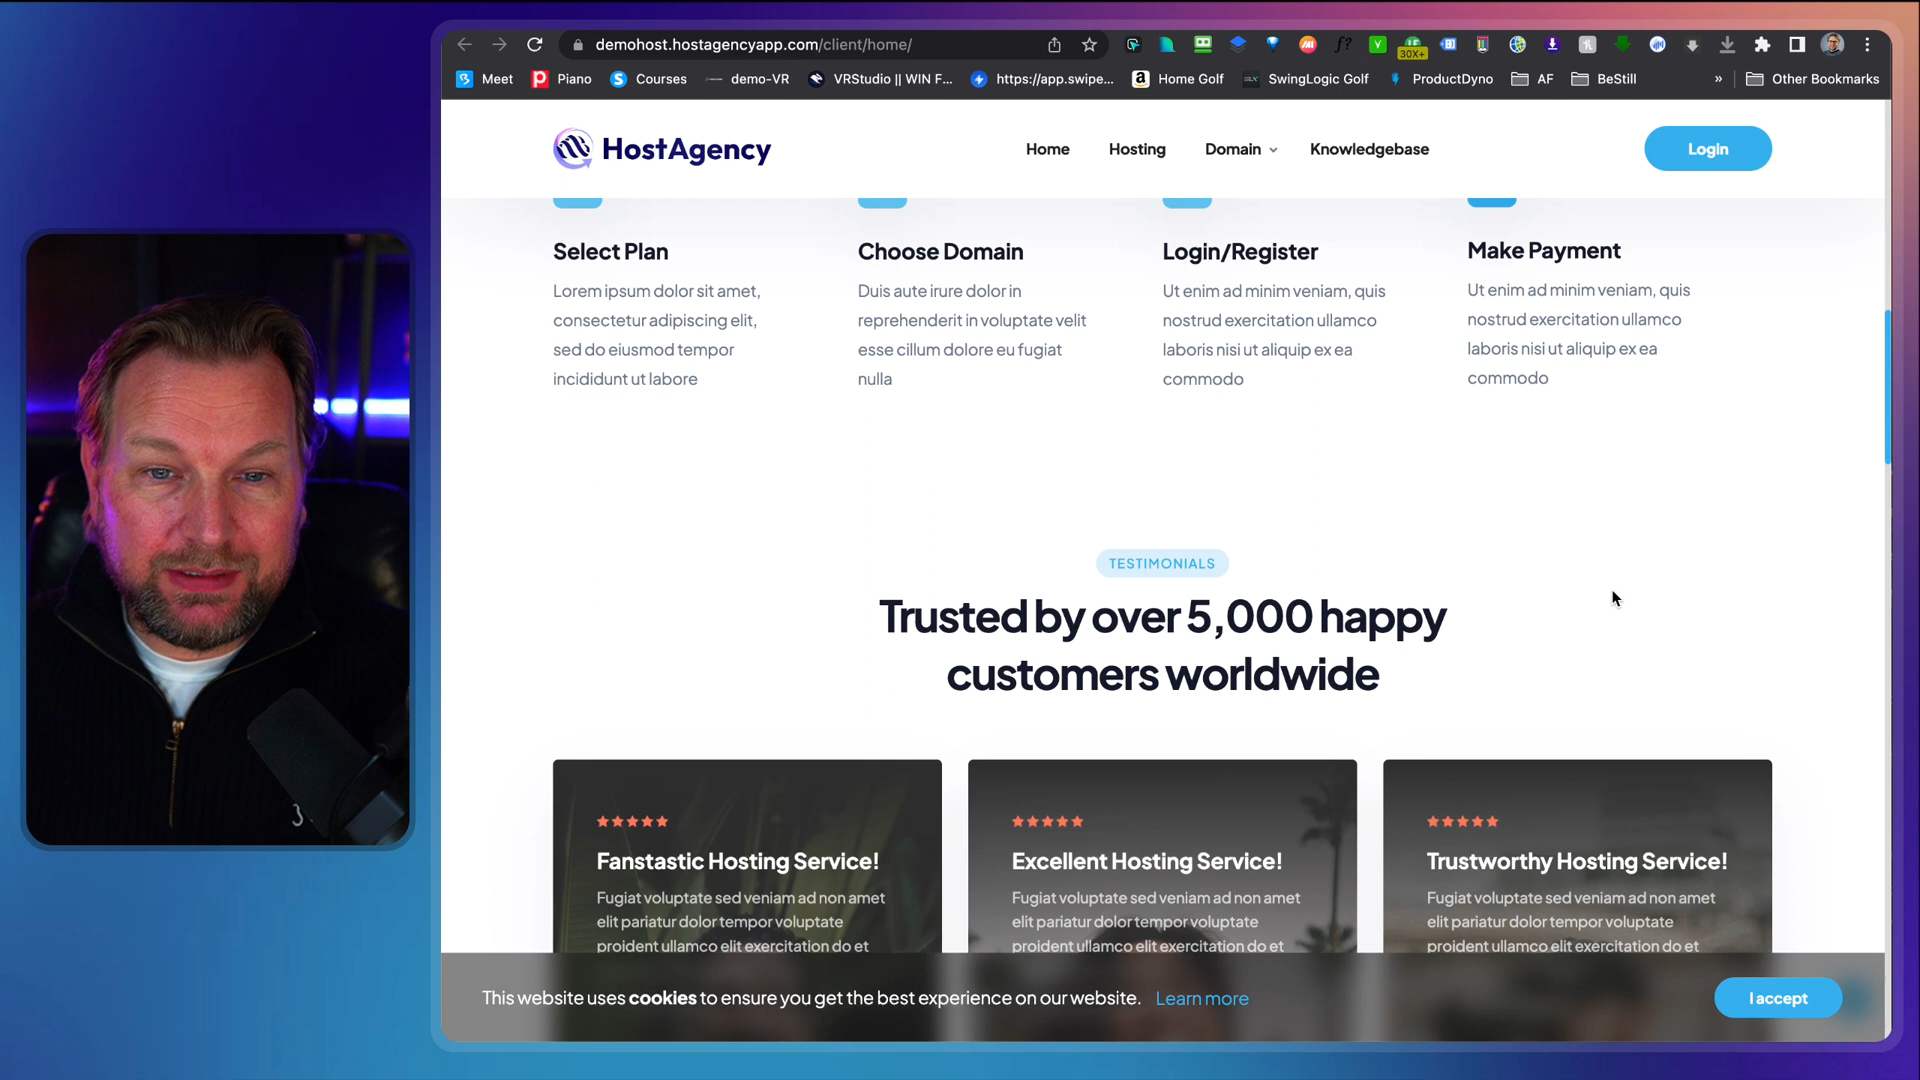 demohost.hostagencyapp.com/client/home/
30X+
Meet
Piano
Courses
demo-VR
VRStudio || WIN F...
https://app.swipe...
Home Golf
SwingLogic Golf
ProductDyno
AF
BeStill
»
Other Bookmarks
HostAgency
Home
Hosting
Domain
Knowledgebase
Login
Select Plan
Lorem ipsum dolor sit amet,
consectetur adipiscing elit,
sed do eiusmod tempor
incididunt ut labore
Choose Domain
Duis aute irure dolor in
reprehenderit in voluptate velit
esse cillum dolore eu fugiat
nulla
Login/Register
Ut enim ad minim veniam, quis
nostrud exercitation ullamco
laboris nisi ut aliquip ex ea
commodo
Make Payment
Ut enim ad minim veniam, quis
nostrud exercitation ullamco
laboris nisi ut aliquip ex ea
commodo
TESTIMONIALS
Trusted by over 5,000 happy
customers worldwide
Fanstastic Hosting Service!
Fugiat voluptate sed veniam ad non amet
elit pariatur dolor tempor voluptate
proident ullamco elit exercitation do et
Excellent Hosting Service!
Fugiat voluptate sed veniam ad non amet
elit pariatur dolor tempor voluptate
proident ullamco elit exercitation do et
Trustworthy Hosting Service!
Fugiat voluptate sed veniam ad non amet
elit pariatur dolor tempor voluptate
proident ullamco elit exercitation do et
This website uses cookies to ensure you get the best experience on our website. Learn more
I accept